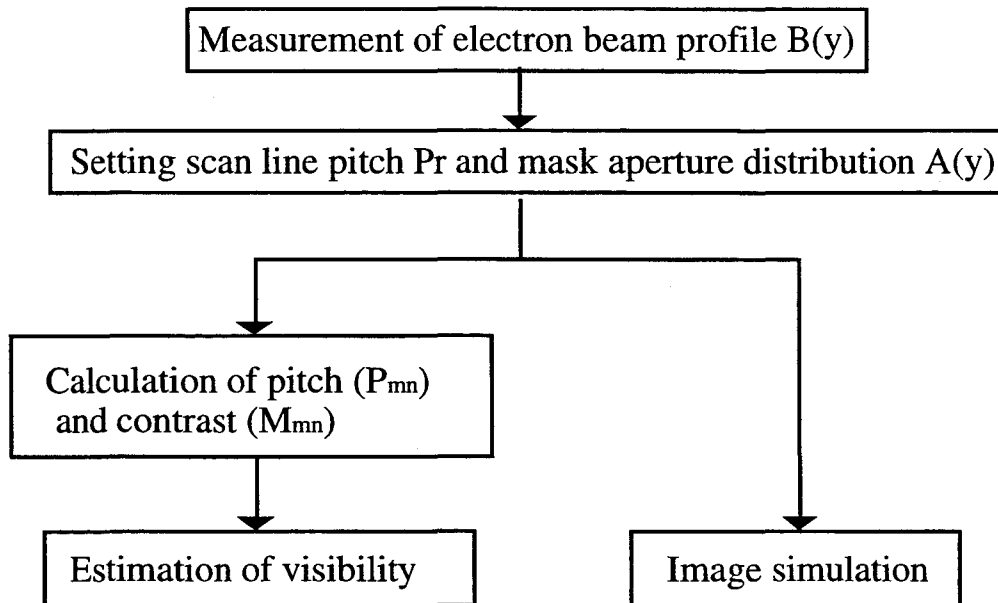 Measurement of electron beam profile B(y)
Setting scan line pitch Pr and mask aperture distribution A(y)
Calculation of pitch (Pmn)
and contrast (Mmn)
Estimation of visibility
Image simulation